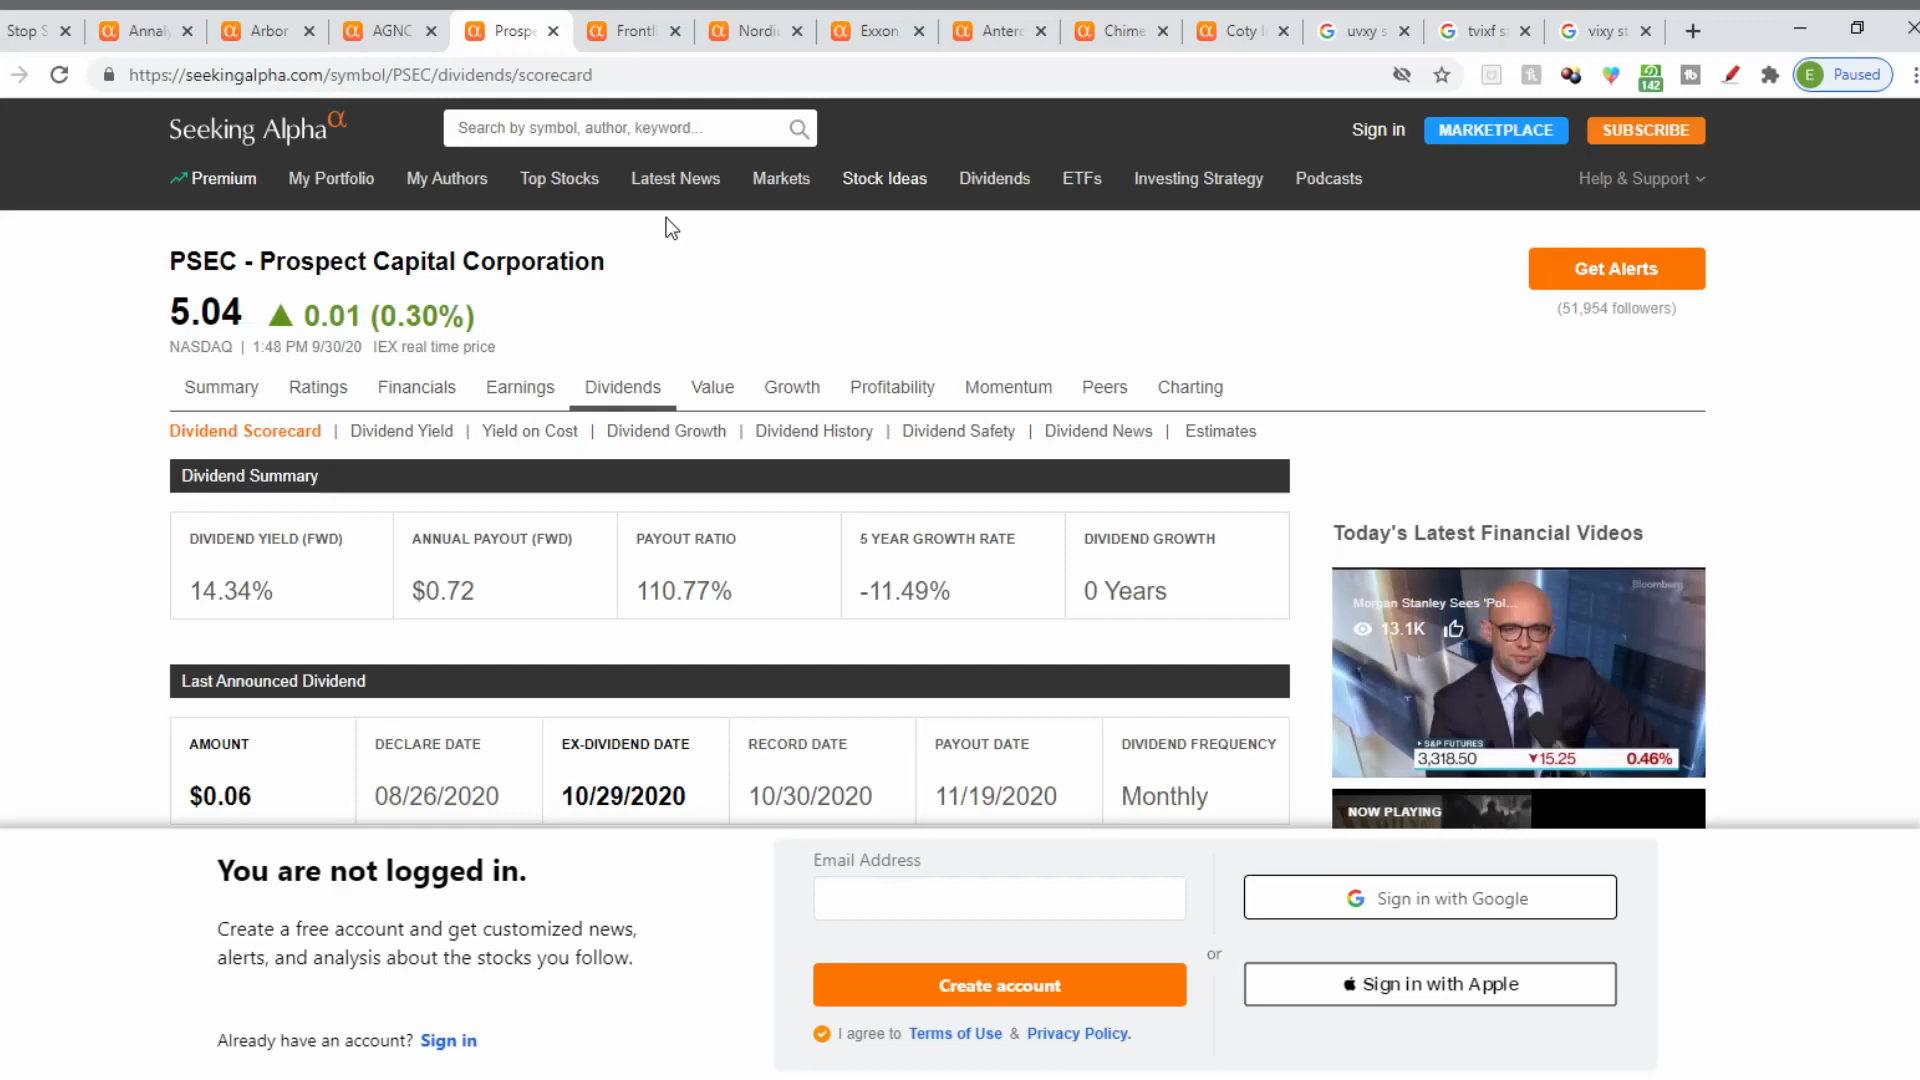 Stop S Annaly Arbor AGNC Prospe Frontl Nordi Exxon Antero Chime Coty I uvxy s tvixf s vixy st
https://seekingalpha.com/symbol/PSEC/dividends/scorecard 142 E Paused
Seeking Alpha α Search by symbol, author, keyword... Sign in MARKETPLACE SUBSCRIBE
Premium My Portfolio My Authors Top Stocks Latest News Markets Stock Ideas Dividends ETFs Investing Strategy Podcasts Help & Support
PSEC - Prospect Capital Corporation
Get Alerts
5.04 ▲ 0.01 (0.30%)
(51,954 followers)
NASDAQ | 1:48 PM 9/30/20 IEX real time price
Summary Ratings Financials Earnings Dividends Value Growth Profitability Momentum Peers Charting
Dividend Scorecard | Dividend Yield | Yield on Cost | Dividend Growth | Dividend History | Dividend Safety | Dividend News | Estimates
Dividend Summary
DIVIDEND YIELD (FWD) ANNUAL PAYOUT (FWD) PAYOUT RATIO 5 YEAR GROWTH RATE DIVIDEND GROWTH
14.34% $0.72 110.77% -11.49% 0 Years
Last Announced Dividend
AMOUNT DECLARE DATE EX-DIVIDEND DATE RECORD DATE PAYOUT DATE DIVIDEND FREQUENCY
$0.06 08/26/2020 10/29/2020 10/30/2020 11/19/2020 Monthly
Today's Latest Financial Videos
Bloomberg
Morgan Stanley Sees 'Pol...
13.1K
S&P FUTURES
3,318.50 ▼15.25 0.46%
NOW PLAYING
You are not logged in.
Create a free account and get customized news,
alerts, and analysis about the stocks you follow.
Already have an account? Sign in
Email Address
Create account
I agree to Terms of Use & Privacy Policy.
or
Sign in with Google
Sign in with Apple